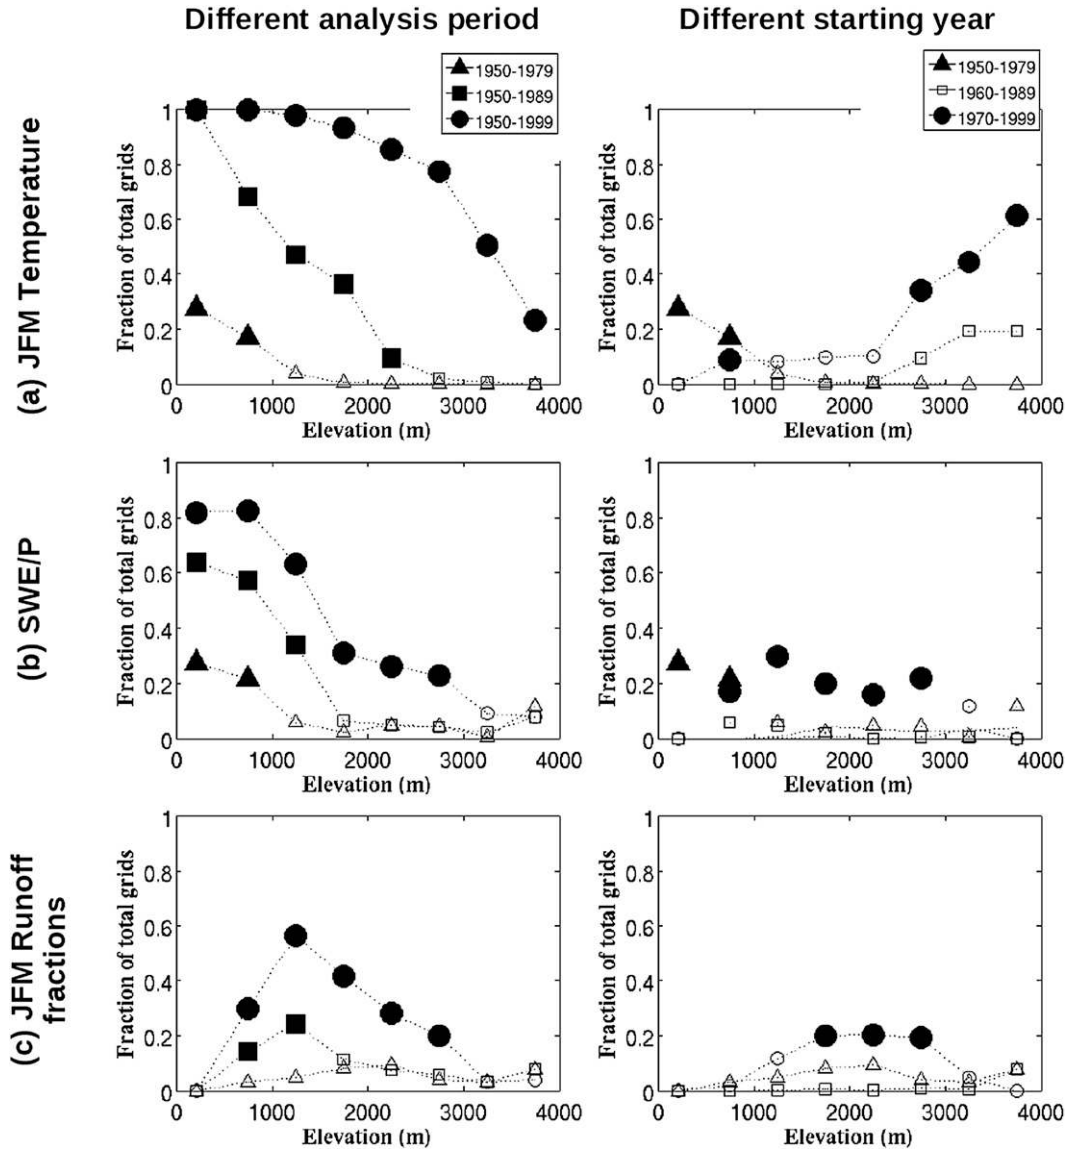 Different analysis period
Different starting year
(a) JFM Temperature
1950-1979
1950-1989
1950-1999
1
0.8
0.6
0.4
0.2
0
Fraction of total grids
0 1000 2000 3000 4000
Elevation (m)
1950-1979
1960-1989
1970-1999
1
0.8
0.6
0.4
0.2
0
Fraction of total grids
0 1000 2000 3000 4000
Elevation (m)
(b) SWE/P
1
0.8
0.6
0.4
0.2
0
Fraction of total grids
0 1000 2000 3000 4000
Elevation (m)
1
0.8
0.6
0.4
0.2
0
Fraction of total grids
0 1000 2000 3000 4000
Elevation (m)
(c) JFM Runoff
fractions
1
0.8
0.6
0.4
0.2
0
Fraction of total grids
0 1000 2000 3000 4000
Elevation (m)
1
0.8
0.6
0.4
0.2
0
Fraction of total grids
0 1000 2000 3000 4000
Elevation (m)